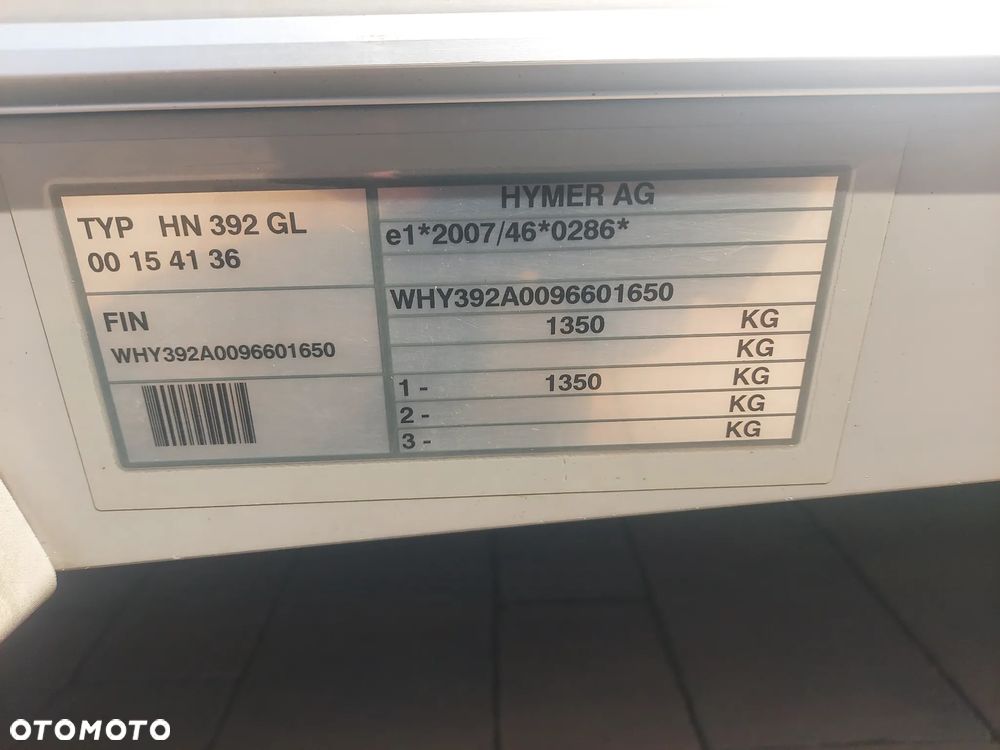 TYP HN 392 GL
00 15 41 36
FIN
WHY392A0096601650
HYMER AG
e1*2007/46*0286*
WHY392A0096601650
1350 KG
KG
1 - 1350 KG
2 - KG
3 - KG
OTOMOTO